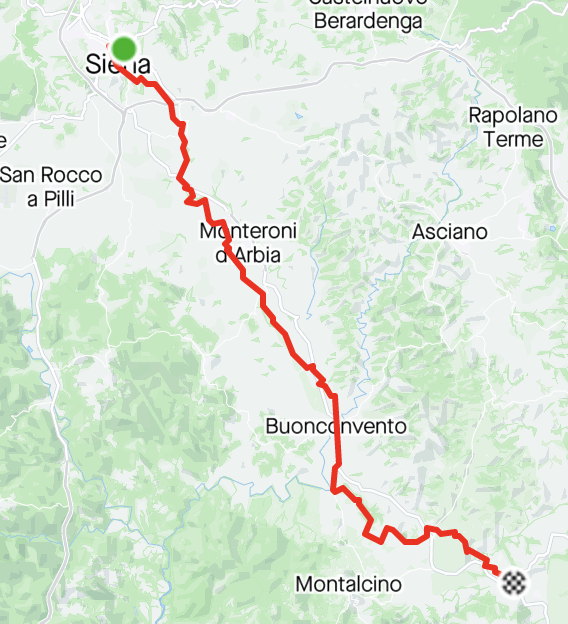 Castelnuovo
Berardenga
Siena
Rapolano
Terme
e
San Rocco
a Pilli
Monteroni
d'Arbia
Asciano
Buonconvento
Montalcino